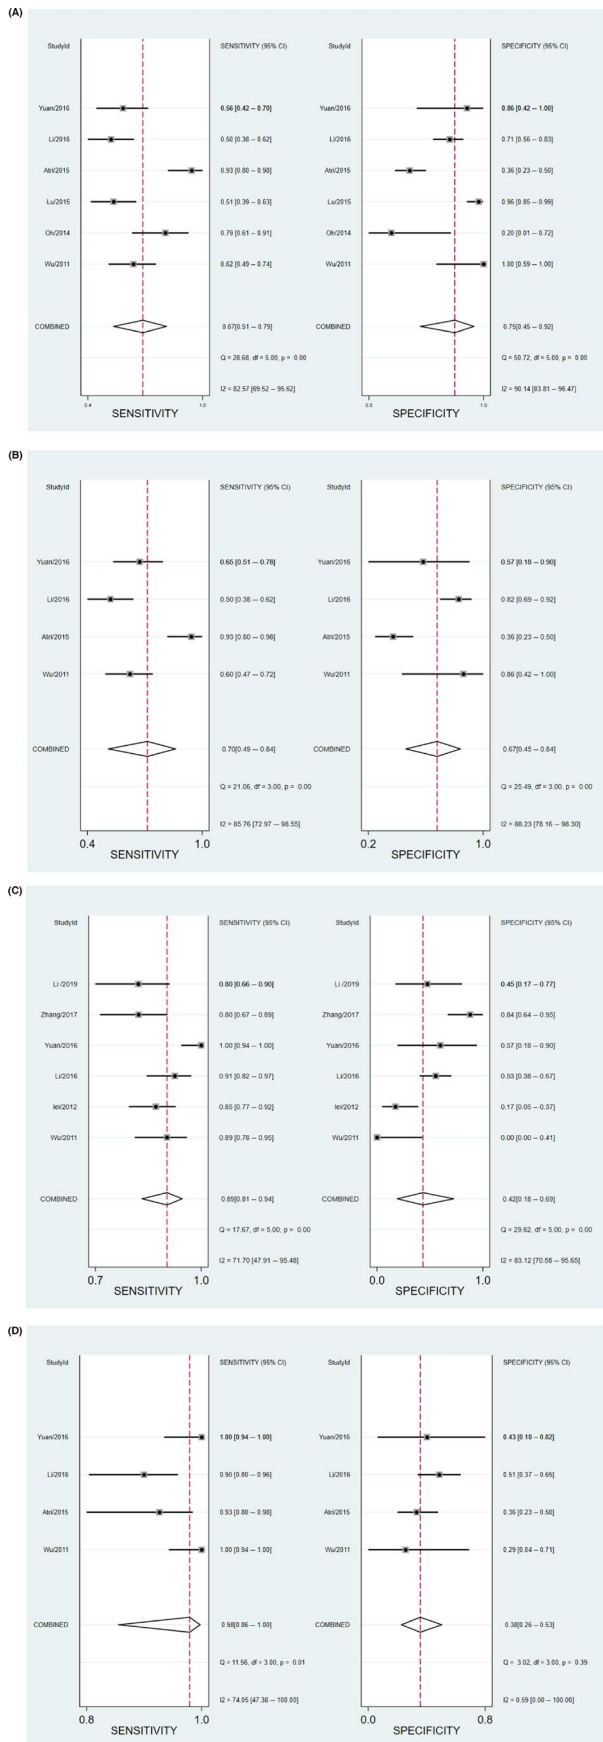 (A)
StudyId SENSITIVITY (95% CI) StudyId SPECIFICITY (95% CI)
Yuan/2016 0.56 [0.42 – 0.70] Yuan/2016 0.86 [0.42 – 1.00]
Li/2016 0.50 [0.38 – 0.62] Li/2016 0.71 [0.56 – 0.83]
Atri/2015 0.93 [0.80 – 0.98] Atri/2015 0.36 [0.23 – 0.50]
Lu/2015 0.51 [0.39 – 0.63] Lu/2015 0.96 [0.85 – 0.99]
Oh/2014 0.79 [0.61 – 0.91] Oh/2014 0.20 [0.01 – 0.72]
Wu/2011 0.62 [0.49 – 0.74] Wu/2011 1.00 [0.59 – 1.00]
COMBINED 0.67[0.51 – 0.79] COMBINED 0.75[0.45 – 0.92]
Q = 28.68, df = 5.00, p = 0.00 Q = 50.72, df = 5.00, p = 0.00
I2 = 82.57 [69.52 – 95.62] I2 = 90.14 [83.81 – 96.47]
0.4 1.0 1.0
SENSITIVITY SPECIFICITY
(B)
StudyId SENSITIVITY (95% CI) StudyId SPECIFICITY (95% CI)
Yuan/2016 0.65 [0.51 – 0.78] Yuan/2016 0.57 [0.18 – 0.90]
Li/2016 0.50 [0.38 – 0.62] Li/2016 0.82 [0.69 – 0.92]
Atri/2015 0.93 [0.80 – 0.98] Atri/2015 0.36 [0.23 – 0.50]
Wu/2011 0.60 [0.47 – 0.72] Wu/2011 0.86 [0.42 – 1.00]
COMBINED 0.70[0.49 – 0.84] COMBINED 0.67[0.45 – 0.84]
Q = 21.06, df = 3.00, p = 0.00 Q = 25.49, df = 3.00, p = 0.00
I2 = 85.76 [72.97 – 98.55] I2 = 88.23 [78.16 – 98.30]
0.4 1.0 0.2 1.0
SENSITIVITY SPECIFICITY
(C)
StudyId SENSITIVITY (95% CI) StudyId SPECIFICITY (95% CI)
Li /2019 0.80 [0.66 – 0.90] Li /2019 0.45 [0.17 – 0.77]
Zhang/2017 0.80 [0.67 – 0.89] Zhang/2017 0.84 [0.64 – 0.95]
Yuan/2016 1.00 [0.94 – 1.00] Yuan/2016 0.57 [0.18 – 0.90]
Li/2016 0.91 [0.82 – 0.97] Li/2016 0.53 [0.38 – 0.67]
lei/2012 0.85 [0.77 – 0.92] lei/2012 0.17 [0.05 – 0.37]
Wu/2011 0.89 [0.78 – 0.95] Wu/2011 0.00 [0.00 – 0.41]
COMBINED 0.89[0.81 – 0.94] COMBINED 0.42[0.18 – 0.69]
Q = 17.67, df = 5.00, p = 0.00 Q = 29.62, df = 5.00, p = 0.00
I2 = 71.70 [47.91 – 95.48] I2 = 83.12 [70.58 – 95.65]
0.7 1.0 0.0 1.0
SENSITIVITY SPECIFICITY
(D)
StudyId SENSITIVITY (95% CI) StudyId SPECIFICITY (95% CI)
Yuan/2016 1.00 [0.94 – 1.00] Yuan/2016 0.43 [0.10 – 0.82]
Li/2016 0.90 [0.80 – 0.96] Li/2016 0.51 [0.37 – 0.65]
Atri/2015 0.93 [0.80 – 0.98] Atri/2015 0.36 [0.23 – 0.50]
Wu/2011 1.00 [0.94 – 1.00] Wu/2011 0.29 [0.04 – 0.71]
COMBINED 0.98[0.86 – 1.00] COMBINED 0.38[0.26 – 0.53]
Q = 11.56, df = 3.00, p = 0.01 Q = 3.02, df = 3.00, p = 0.39
I2 = 74.05 [47.38 – 100.00] I2 = 0.59 [0.00 – 100.00]
0.8 1.0 0.0 0.8
SENSITIVITY SPECIFICITY